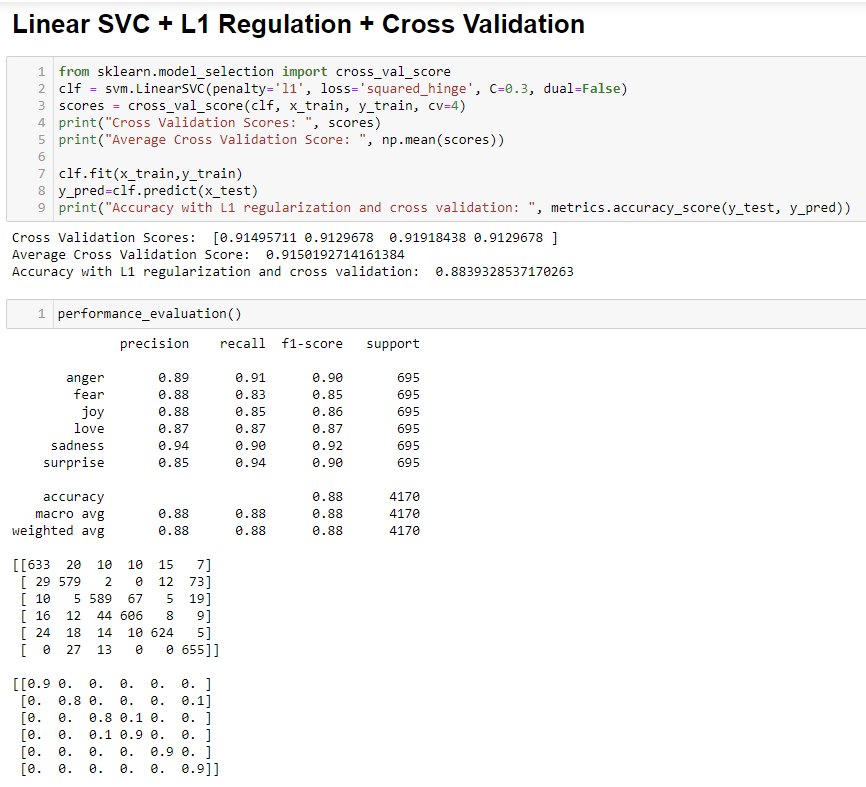 Linear SVC + L1 Regulation + Cross Validation
1 from sklearn.model_selection import cross_val_score
2 clf = svm.LinearSVC(penalty='l1', loss='squared_hinge', C=0.3, dual=False)
3 scores = cross_val_score(clf, x_train, y_train, cv=4)
4 print("Cross Validation Scores: ", scores)
5 print("Average Cross Validation Score: ", np.mean(scores))
6
7 clf.fit(x_train,y_train)
8 y_pred=clf.predict(x_test)
9 print("Accuracy with L1 regularization and cross validation: ", metrics.accuracy_score(y_test, y_pred))
Cross Validation Scores:  [0.91495711 0.9129678  0.91918438 0.9129678 ]
Average Cross Validation Score:  0.9150192714161384
Accuracy with L1 regularization and cross validation:  0.8839328537170263
1 performance_evaluation()
precision recall f1-score support
anger 0.89 0.91 0.90 695
fear 0.88 0.83 0.85 695
joy 0.88 0.85 0.86 695
love 0.87 0.87 0.87 695
sadness 0.94 0.90 0.92 695
surprise 0.85 0.94 0.90 695
accuracy 0.88 4170
macro avg 0.88 0.88 0.88 4170
weighted avg 0.88 0.88 0.88 4170
[[633 20 10 10 15 7]
[ 29 579 2 0 12 73]
[ 10 5 589 67 5 19]
[ 16 12 44 606 8 9]
[ 24 18 14 10 624 5]
[ 0 27 13 0 0 655]]
[[0.9 0. 0. 0. 0. 0. ]
[0. 0.8 0. 0. 0. 0.1]
[0. 0. 0.8 0.1 0. 0. ]
[0. 0. 0.1 0.9 0. 0. ]
[0. 0. 0. 0. 0.9 0. ]
[0. 0. 0. 0. 0. 0.9]]